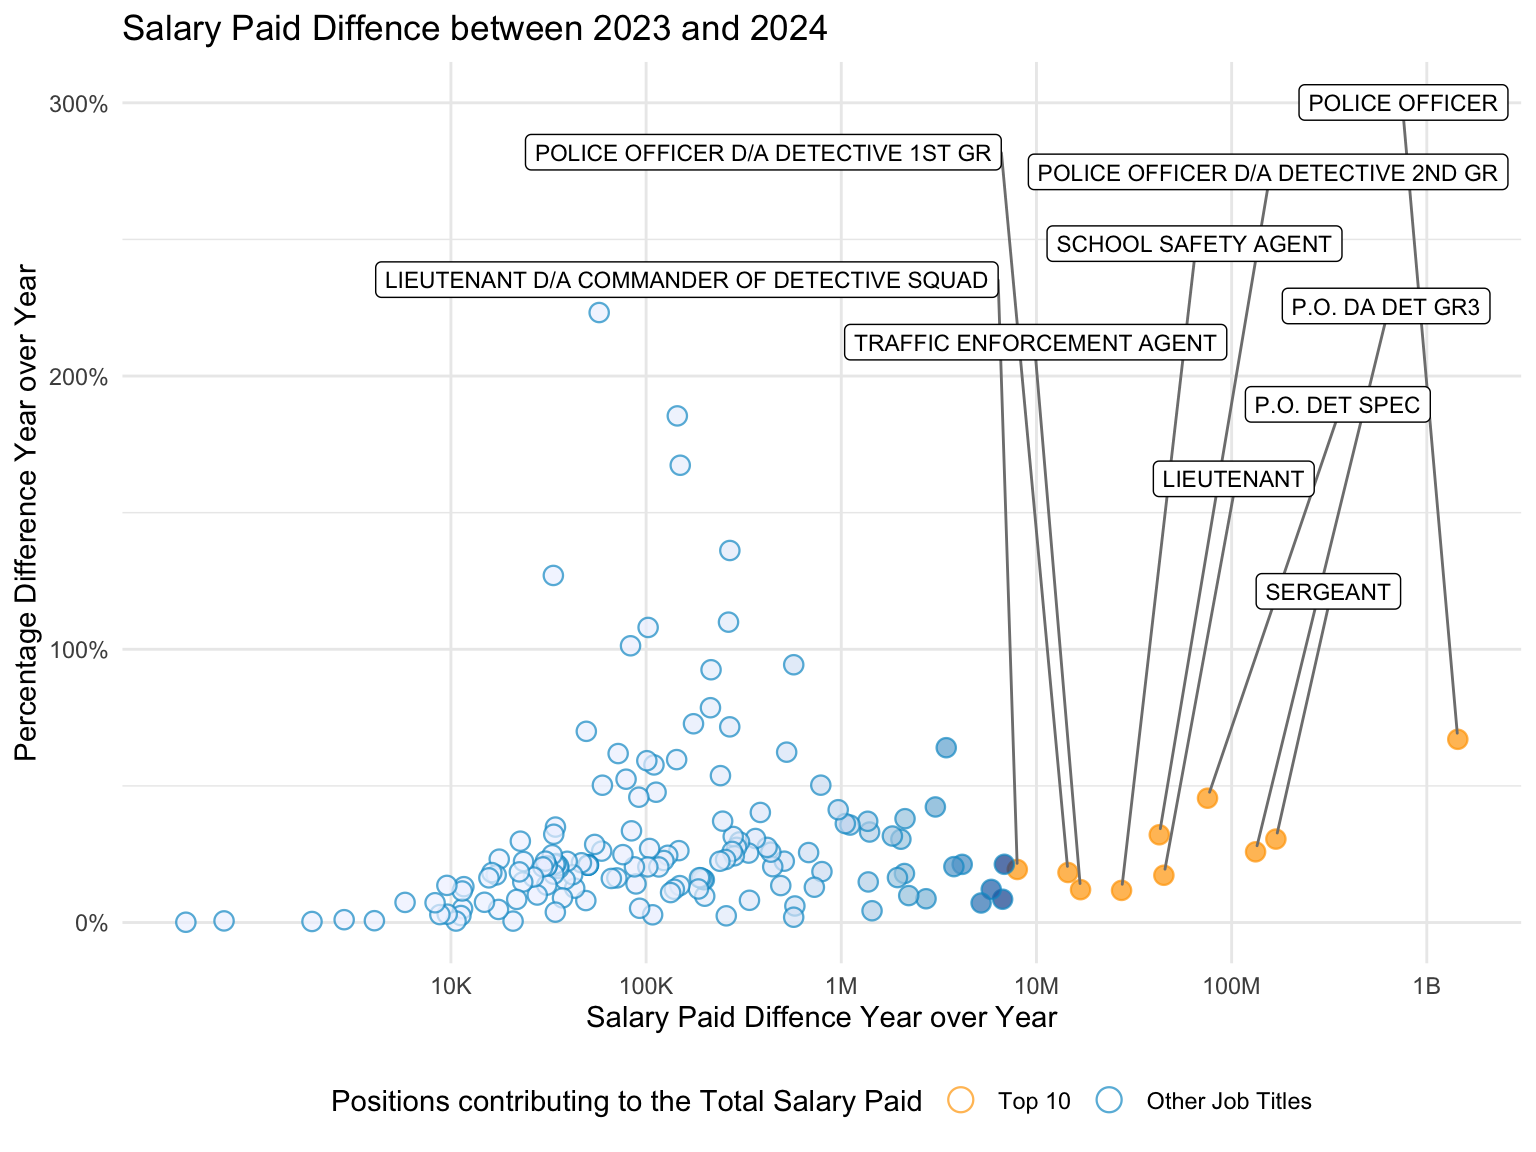 Salary Paid Diffence between 2023 and 2024
300%
POLICE OFFICER
POLICE OFFICER D/A DETECTIVE 1ST GR
POLICE OFFICER D/A DETECTIVE 2ND GR
SCHOOL SAFETY AGENT
LIEUTENANT D/A COMMANDER OF DETECTIVE SQUAD
P.O. DA DET GR3
TRAFFIC ENFORCEMENT AGENT
200%
P.O. DET SPEC
LIEUTENANT
SERGEANT
100%
0%
Percentage Difference Year over Year
10K
100K
1M
10M
100M
1B
Salary Paid Diffence Year over Year
Positions contributing to the Total Salary Paid
Top 10
Other Job Titles